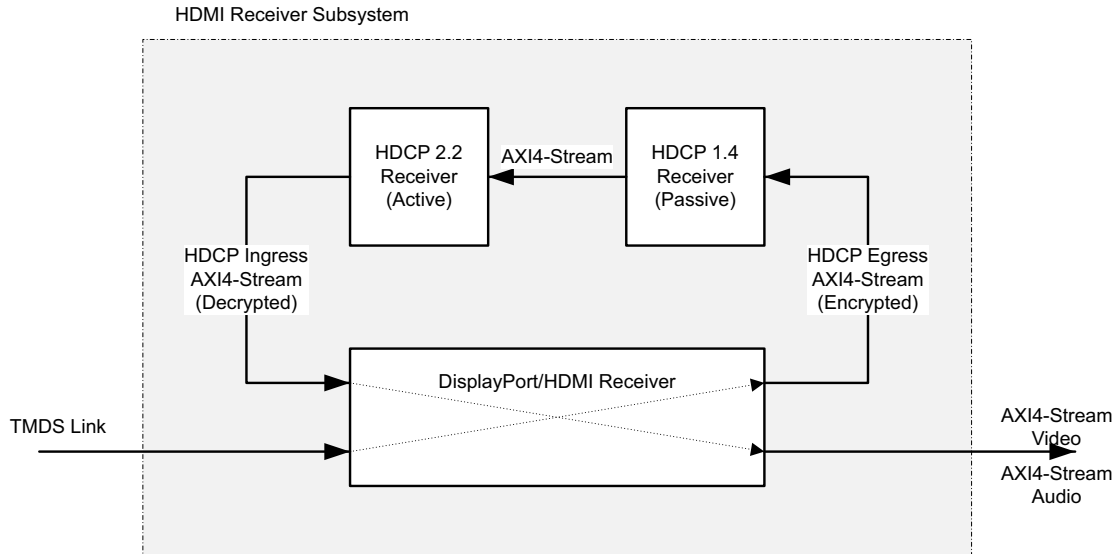 HDMI Receiver Subsystem
HDCP 2.2
Receiver
(Active)
AXI4-Stream
HDCP 1.4
Receiver
(Passive)
HDCP Ingress
AXI4-Stream
(Decrypted)
HDCP Egress
AXI4-Stream
(Encrypted)
DisplayPort/HDMI Receiver
TMDS Link
AXI4-Stream
Video
AXI4-Stream
Audio